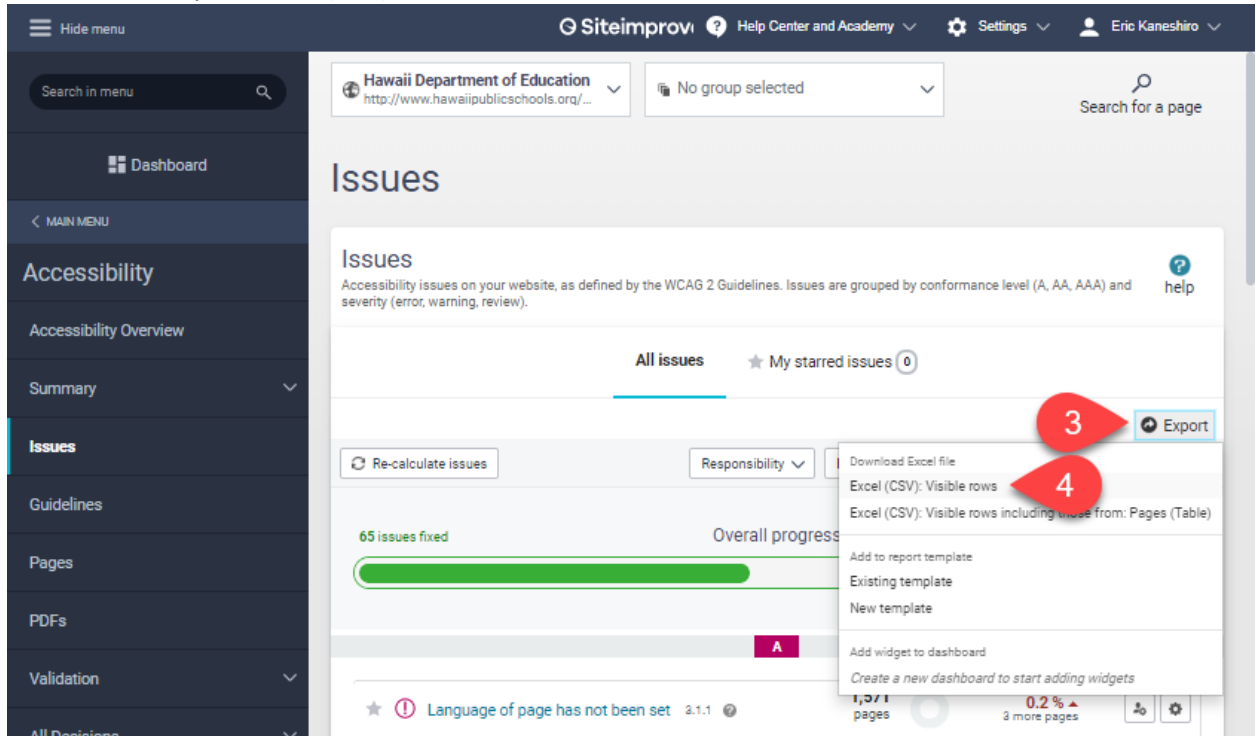 Hide menu
Siteimprov
Help Center and Academy
Settings
Eric Kaneshiro
Search in menu
Hawaii Department of Education
http://www.hawaiipublicschools.org/...
No group selected
Search for a page
Dashboard
Issues
MAIN MENU
Accessibility
Issues
Accessibility issues on your website, as defined by the WCAG 2 Guidelines. Issues are grouped by conformance level (A, AA, AAA) and
severity (error, warning, review).
help
Accessibility Overview
All issues
My starred issues 0
Summary
3
Export
Issues
Re-calculate issues
Responsibility
Download Excel file
Excel (CSV): Visible rows
4
Excel (CSV): Visible rows including those from: Pages (Table)
Guidelines
65 issues fixed
Overall progress
Add to report template
Existing template
New template
Pages
PDFs
A
Add widget to dashboard
Create a new dashboard to start adding widgets
Validation
Language of page has not been set 3.1.1
1,571
pages
0.2 %
3 more pages
All Decisions